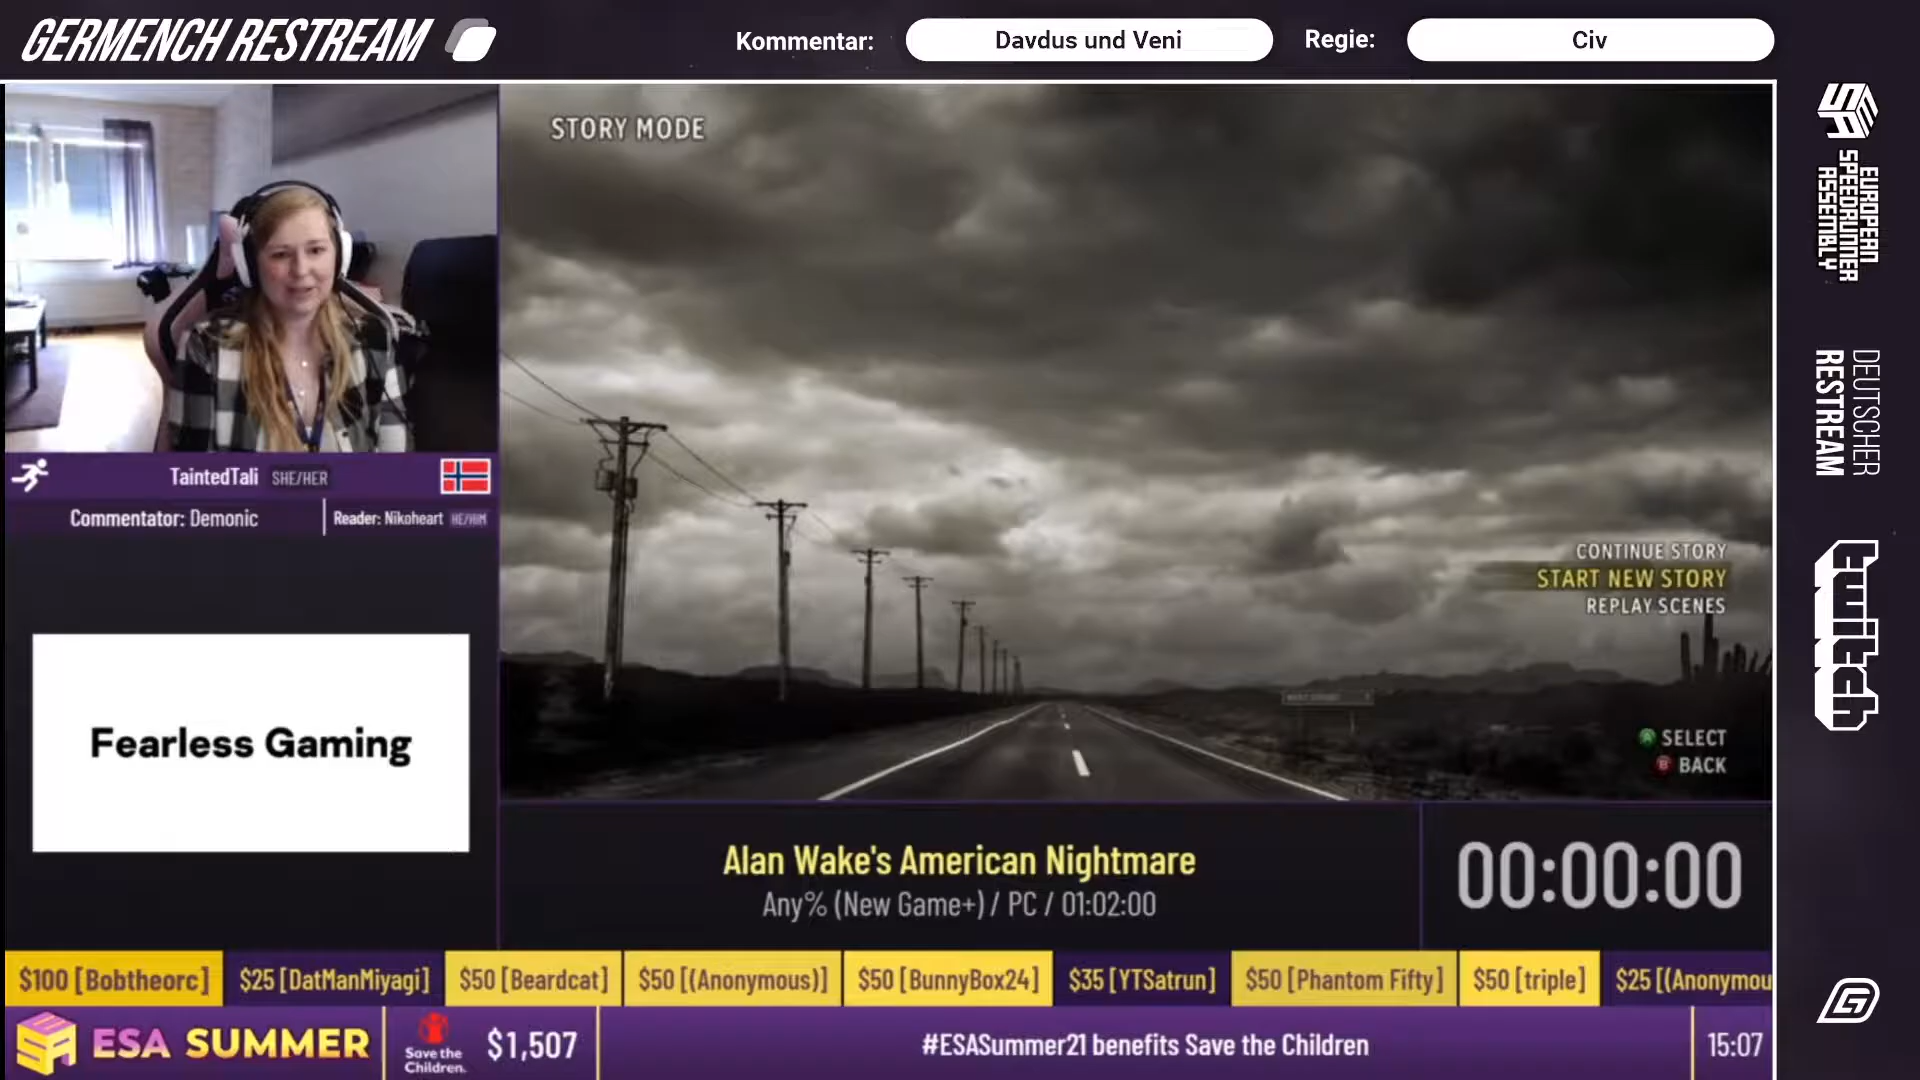 GERMENCH RESTREAM
Kommentar:
Davdus und Veni
Regie:
Civ
STORY MODE
CONTINUE STORY
START NEW STORY
REPLAY SCENES
A SELECT
B BACK
TaintedTali SHE/HER
Commentator: Demonic
Reader: Nikoheart HE/HIM
Fearless Gaming
Alan Wake's American Nightmare
Any% (New Game+) / PC / 01:02:00
00:00:00
$100 [Bobtheorc]
$25 [DatManMiyagi]
$50 [Beardcat]
$50 [(Anonymous)]
$50 [BunnyBox24]
$35 [YTSatrun]
$50 [Phantom Fifty]
$50 [triple]
$25 [(Anonymou
ESA SUMMER
Save the
Children.
$1,507
#ESASummer21 benefits Save the Children
15:07
EUROPEAN
SPEEDRUNNER
ASSEMBLY
DEUTSCHER
RESTREAM
twitch